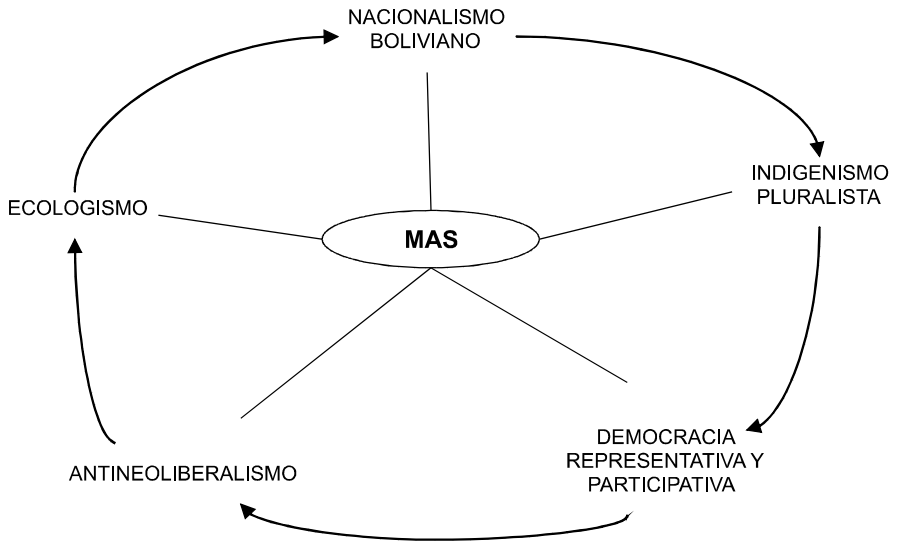 NACIONALISMO
BOLIVIANO
INDIGENISMO
PLURALISTA
ECOLOGISMO
MAS
DEMOCRACIA
REPRESENTATIVA Y
PARTICIPATIVA
ANTINEOLIBERALISMO